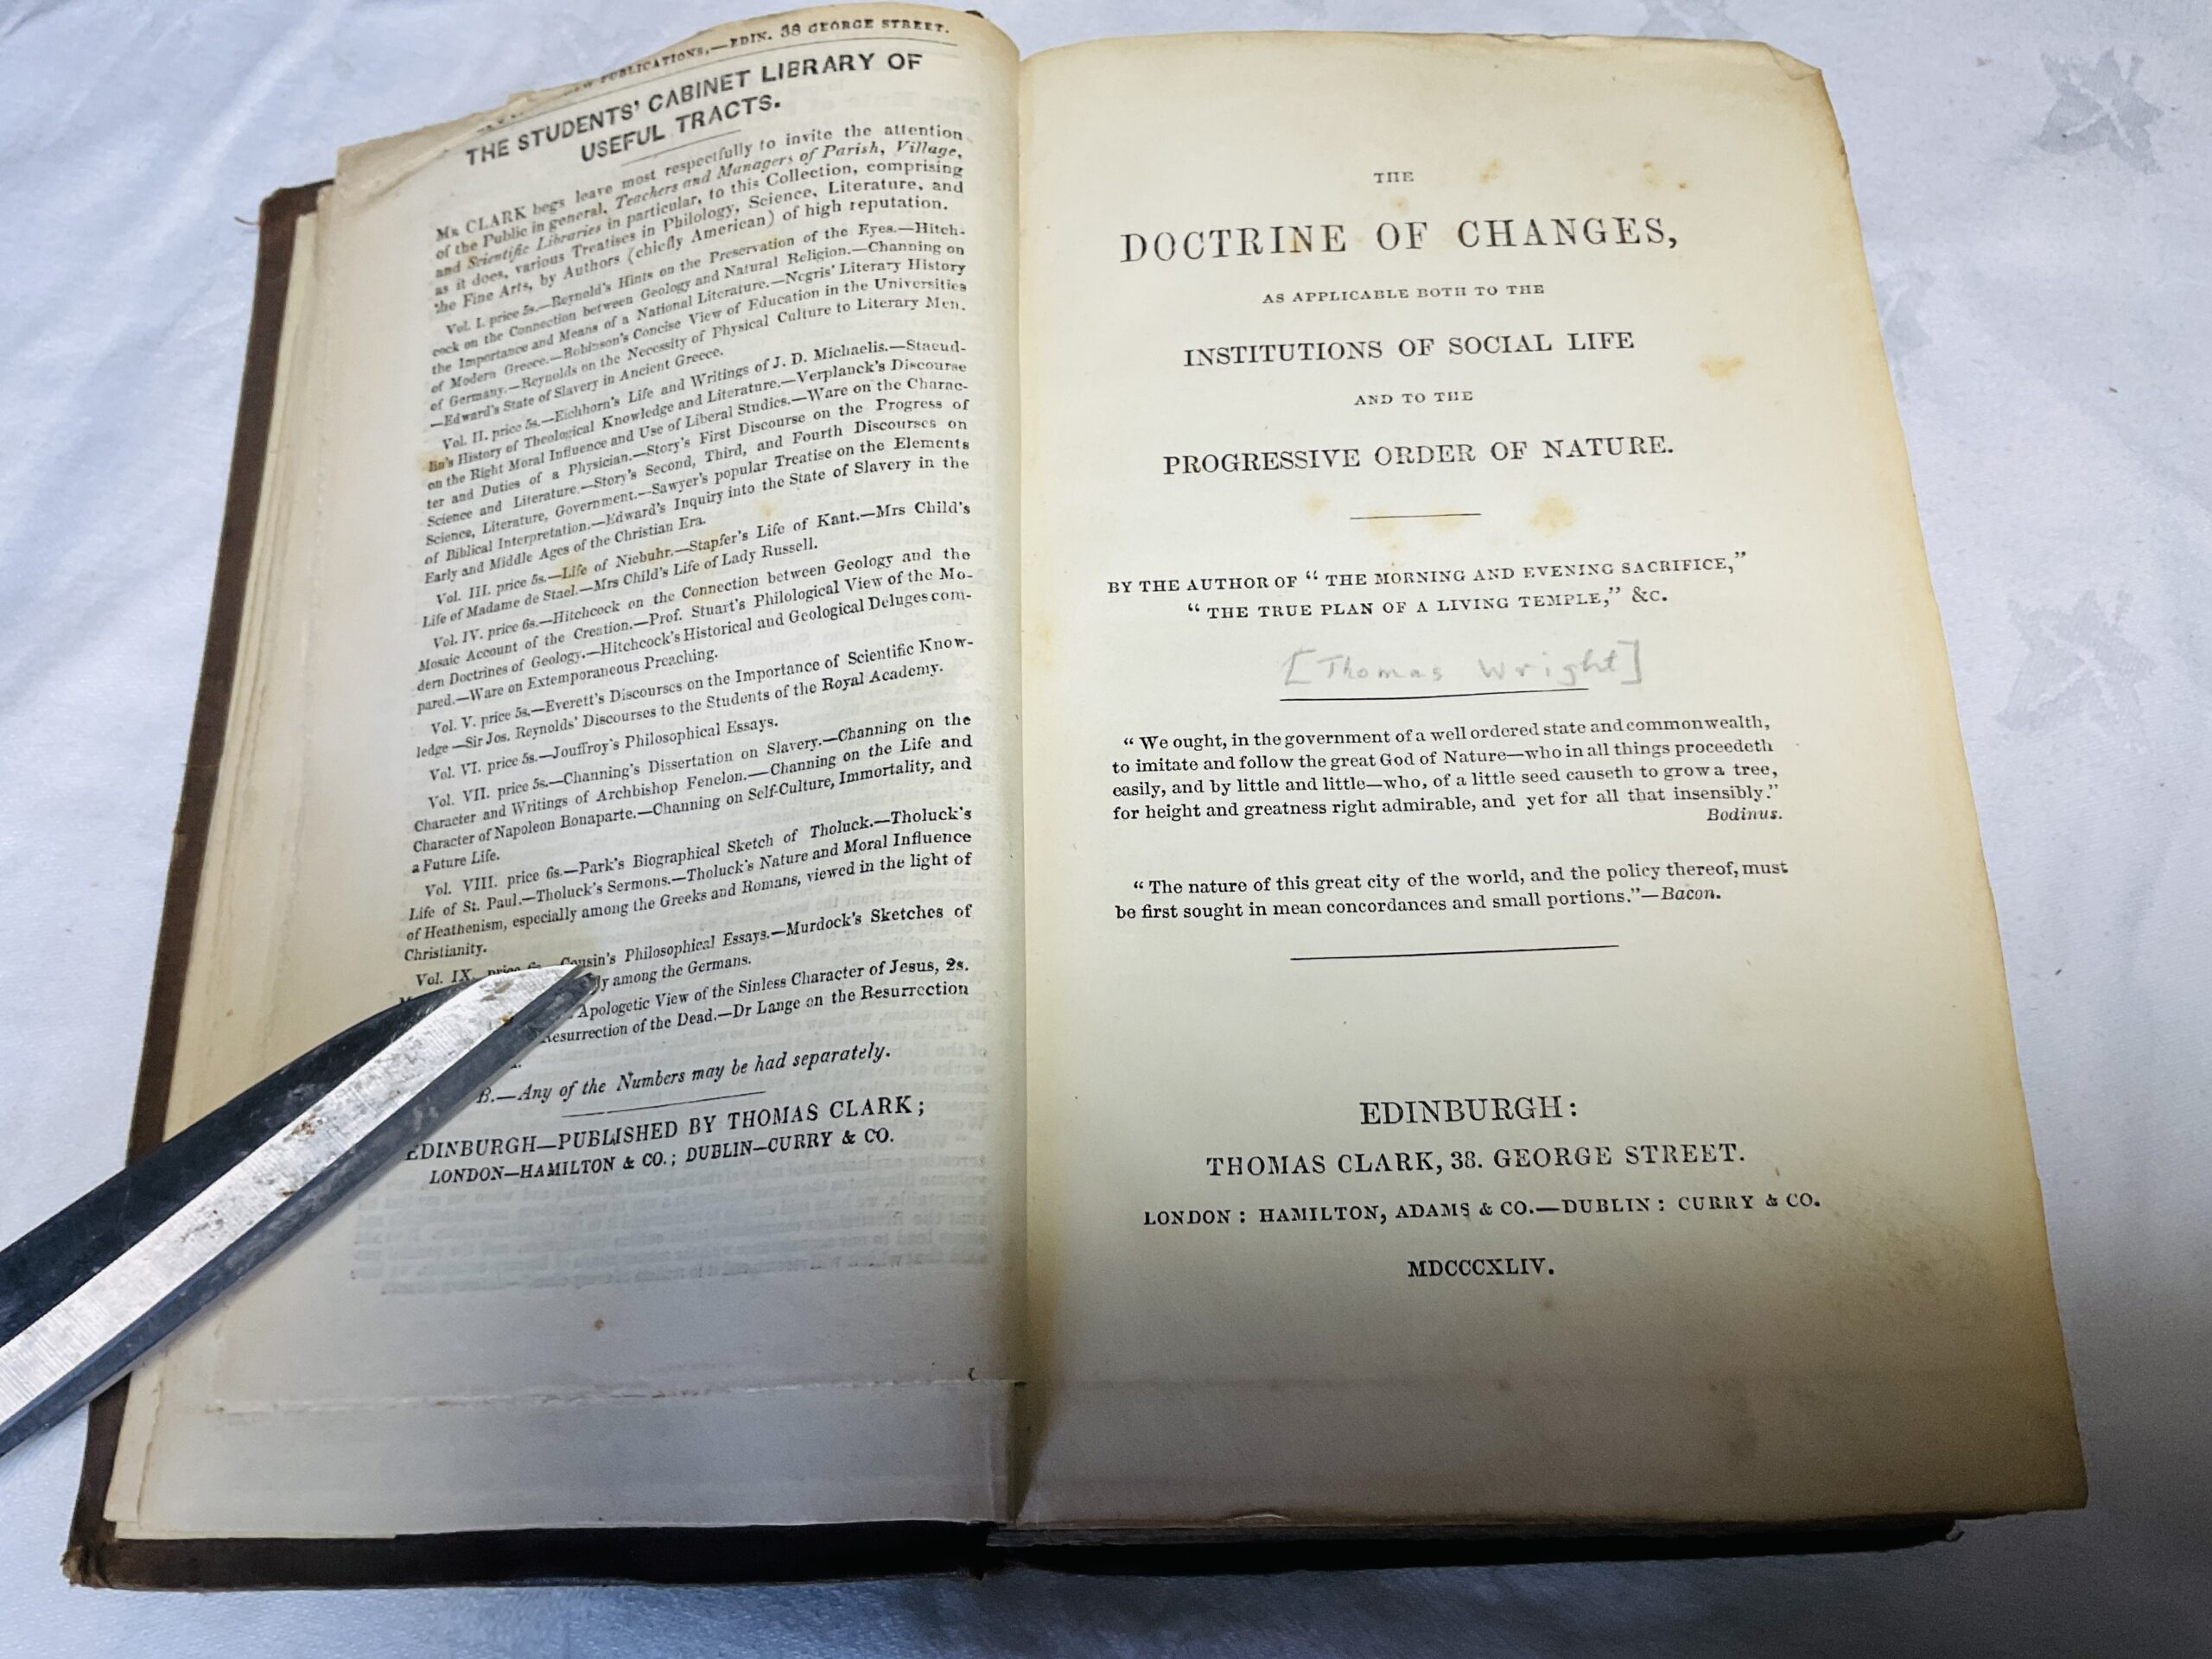 PUBLICATIONS,—EDIN. 38 GEORGE STREET.
THE STUDENTS' CABINET LIBRARY OF
USEFUL TRACTS.
MR CLARK begs leave most respectfully to invite the attention
of the Public in general, Teachers and Managers of Parish, Village,
and Scientific Libraries in particular, to this Collection, comprising
as it does, various Treatises in Philology, Science, Literature, and
the Fine Arts, by Authors (chiefly American) of high reputation.
Vol. I. price 5s.—Reynold's Hints on the Preservation of the Eyes.—Hitch-
cock on the Connection between Geology and Natural Religion.—Channing on
the Importance and Means of a National Literature.—Negris' Literary History
of Modern Greece.—Robinson's Concise View of Education in the Universities
of Germany.—Reynolds on the Necessity of Physical Culture to Literary Men.
—Edward's State of Slavery in Ancient Greece.
Vol. II. price 5s.—Eichhorn's Life and Writings of J. D. Michaelis.—Staeud-
lin's History of Theological Knowledge and Literature.—Verplanck's Discourse
on the Right Moral Influence and Use of Liberal Studies.—Ware on the Charac-
ter and Duties of a Physician.—Story's First Discourse on the Progress of
Science and Literature.—Story's Second, Third, and Fourth Discourses on
Science, Literature, Government.—Sawyer's popular Treatise on the Elements
of Biblical Interpretation.—Edward's Inquiry into the State of Slavery in the
Early and Middle Ages of the Christian Era.
Vol. III. price 5s.—Life of Niebuhr.—Stapfer's Life of Kant.—Mrs Child's
Life of Madame de Stael.—Mrs Child's Life of Lady Russell.
Vol. IV. price 6s.—Hitchcock on the Connection between Geology and the
Mosaic Account of the Creation.—Prof. Stuart's Philological View of the Mo-
dern Doctrines of Geology.—Hitchcock's Historical and Geological Deluges com-
pared.—Ware on Extemporaneous Preaching.
Vol. V. price 5s.—Everett's Discourses on the Importance of Scientific Know-
ledge—Sir Jos. Reynolds' Discourses to the Students of the Royal Academy.
Vol. VI. price 5s.—Jouffroy's Philosophical Essays.
Vol. VII. price 5s.—Channing's Dissertation on Slavery.—Channing on the
Character and Writings of Archbishop Fenelon.—Channing on the Life and
Character of Napoleon Bonaparte.—Channing on Self-Culture, Immortality, and
a Future Life.
Vol. VIII. price 6s.—Park's Biographical Sketch of Tholuck.—Tholuck's
Life of St. Paul.—Tholuck's Sermons.—Tholuck's Nature and Moral Influence
of Heathenism, especially among the Greeks and Romans, viewed in the light of
Christianity.
Vol. IX. price 6s. Cousin's Philosophical Essays.—Murdock's Sketches of
among the Germans.
Apologetic View of the Sinless Character of Jesus, 2s.
Resurrection of the Dead.—Dr Lange on the Resurrection
B.—Any of the Numbers may be had separately.
EDINBURGH—PUBLISHED BY THOMAS CLARK;
LONDON—HAMILTON & CO.; DUBLIN—CURRY & CO.
THE
DOCTRINE OF CHANGES,
AS APPLICABLE BOTH TO THE
INSTITUTIONS OF SOCIAL LIFE
AND TO THE
PROGRESSIVE ORDER OF NATURE.
BY THE AUTHOR OF "THE MORNING AND EVENING SACRIFICE,"
"THE TRUE PLAN OF A LIVING TEMPLE," &c.
[Thomas Wright]
"We ought, in the government of a well ordered state and commonwealth,
to imitate and follow the great God of Nature—who in all things proceedeth
easily, and by little and little—who, of a little seed causeth to grow a tree,
for height and greatness right admirable, and yet for all that insensibly."
Bodinus.
"The nature of this great city of the world, and the policy thereof, must
be first sought in mean concordances and small portions."—Bacon.
EDINBURGH:
THOMAS CLARK, 38. GEORGE STREET.
LONDON: HAMILTON, ADAMS & CO.—DUBLIN: CURRY & CO.
MDCCCXLIV.